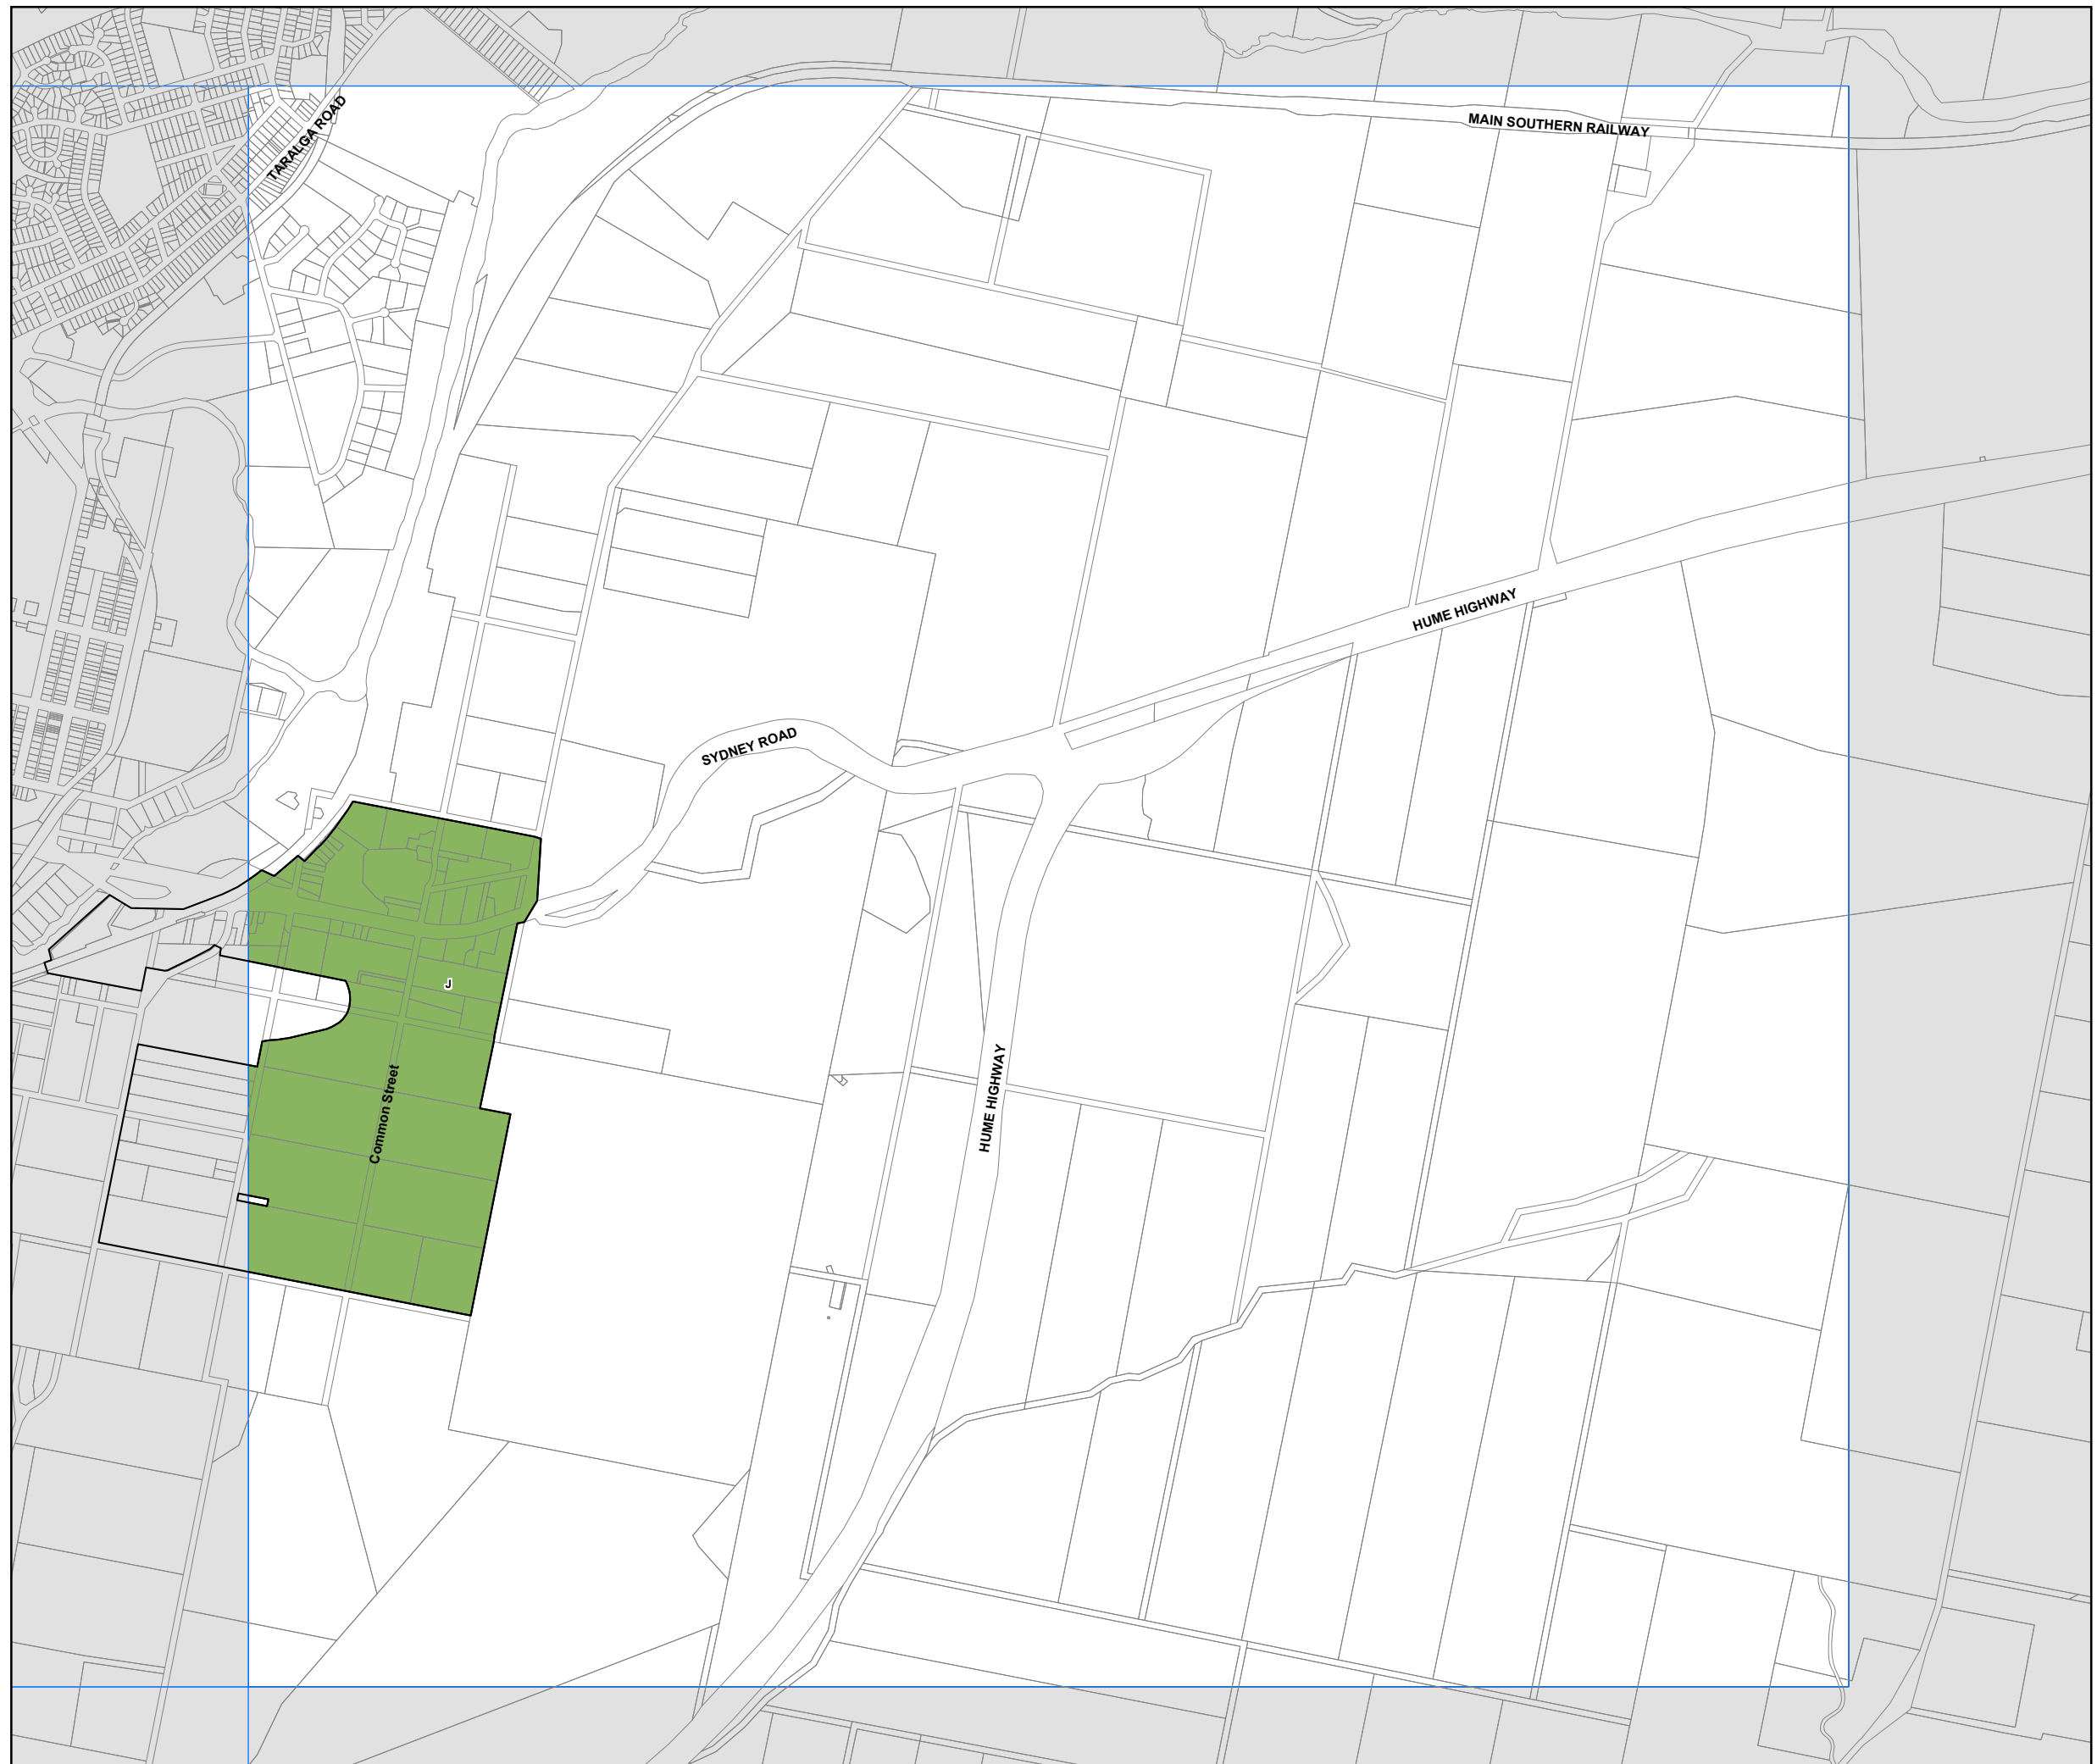 TARALGA ROAD
MAIN SOUTHERN RAILWAY
HUME HIGHWAY
SYDNEY ROAD
J
HUME HIGHWAY
Common Street